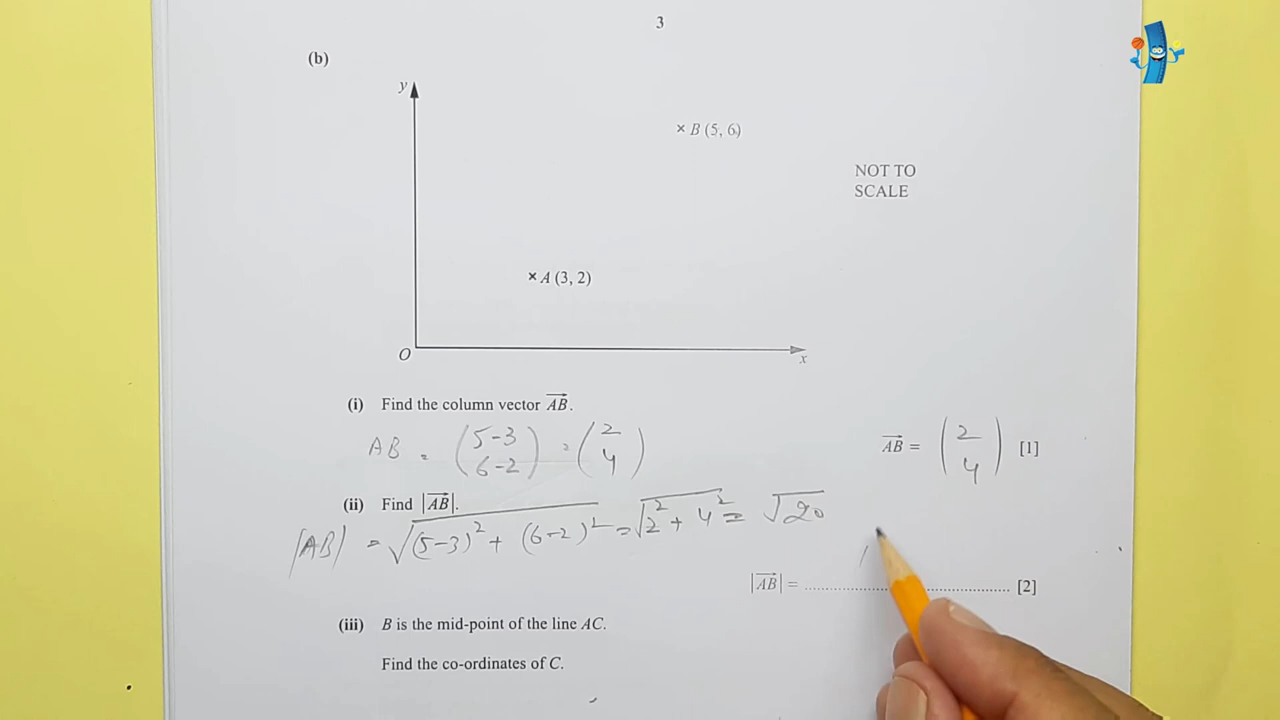 3
(b)
y
× B (5, 6)
NOT TO
SCALE
× A (3, 2)
O
x
(i) Find the column vector AB.
AB = (5-3 6-2) = (2 4)
AB = (2 4) [1]
(ii) Find |AB|.
|AB| = √(5-3)² + (6-2)² = √2² + 4² = √20
|AB| = ........................................ [2]
(iii) B is the mid-point of the line AC.
Find the co-ordinates of C.